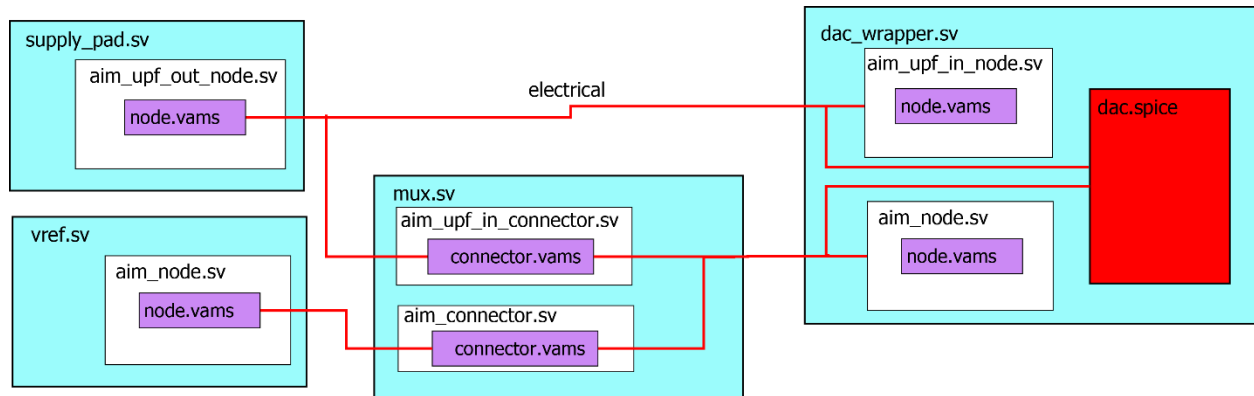 supply_pad.sv
aim_upf_out_node.sv
node.vams
electrical
dac_wrapper.sv
aim_upf_in_node.sv
node.vams
dac.spice
vref.sv
aim_node.sv
node.vams
mux.sv
aim_upf_in_connector.sv
connector.vams
aim_connector.sv
connector.vams
aim_node.sv
node.vams